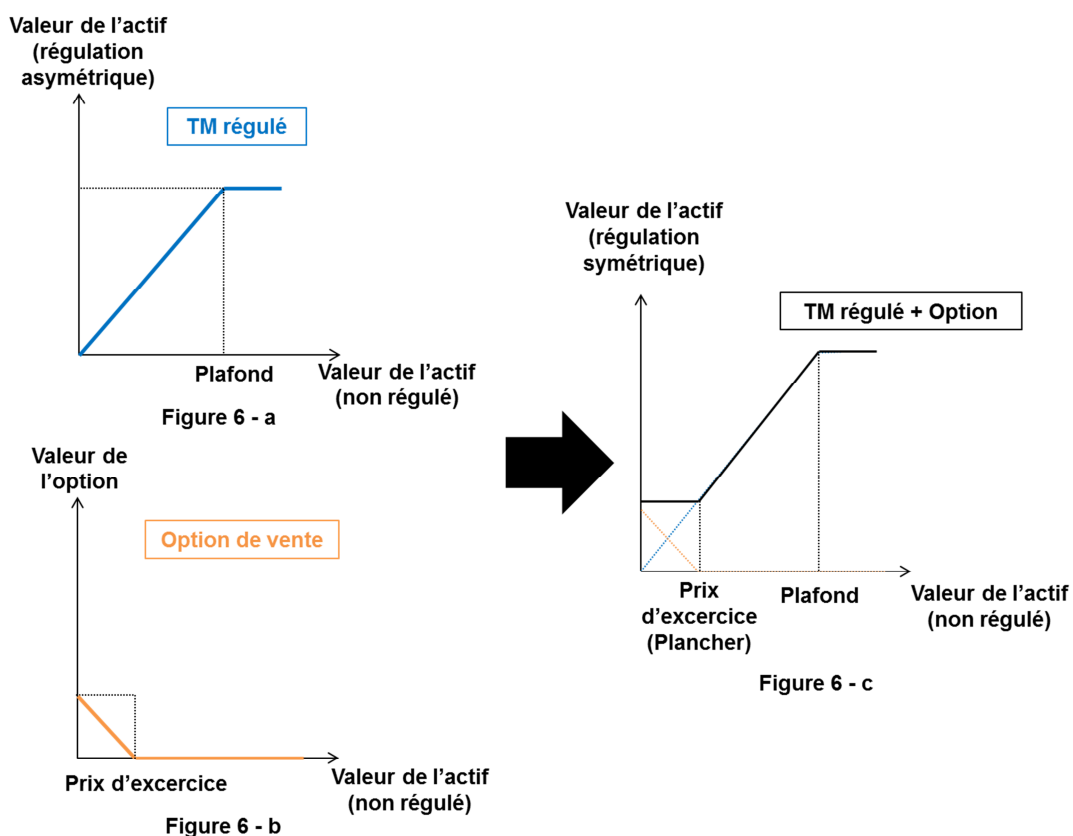 Valeur de l’actif
(régulation
asymétrique)
TM régulé
Plafond
Valeur de l’actif
(non régulé)
Figure 6 - a
Valeur de
l’option
Option de vente
Prix d’excercice
Valeur de l’actif
(non régulé)
Figure 6 - b
Valeur de l’actif
(régulation
symétrique)
TM régulé + Option
Prix
d’excercice
(Plancher)
Plafond
Valeur de l’actif
(non régulé)
Figure 6 - c